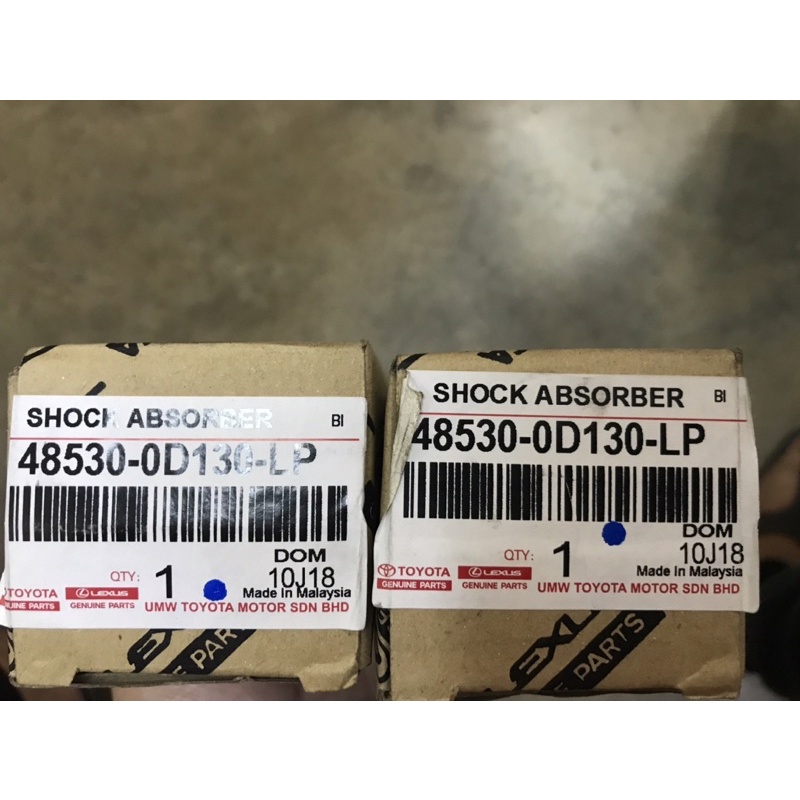 SHOCK ABSORBER BI
48530-0D130-LP
DOM
QTY: 1 10J18
Made In Malaysia
TOYOTA LEXUS
GENUINE PARTS GENUINE PARTS UMW TOYOTA MOTOR SDN BHD
PARTS
SHOCK ABSORBER BI
48530-0D130-LP
DOM
QTY: 1 10J18
Made In Malaysia
TOYOTA LEXUS
GENUINE PARTS GENUINE PARTS UMW TOYOTA MOTOR SDN BHD
PARTS